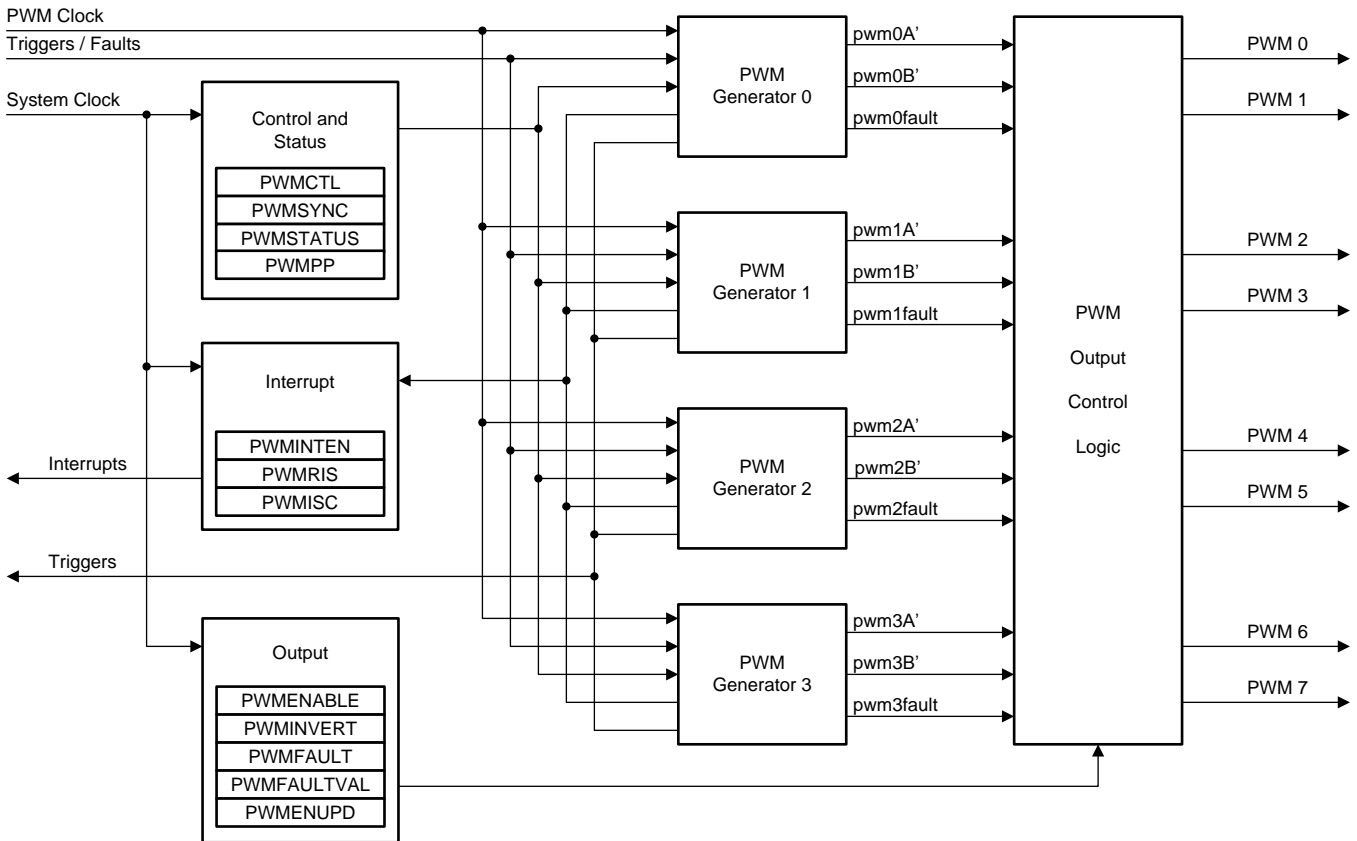 PWM Clock
Triggers / Faults
System Clock
Control and
Status
PWMCTL
PWMSYNC
PWMSTATUS
PWMPP
Interrupt
PWMINTEN
PWMRIS
PWMISC
Interrupts
Triggers
Output
PWMENABLE
PWMINVERT
PWMFAULT
PWMFAULTVAL
PWMENUPD
PWM
Generator 0
pwm0A’
pwm0B’
pwm0fault
PWM
Generator 1
pwm1A’
pwm1B’
pwm1fault
PWM
Generator 2
pwm2A’
pwm2B’
pwm2fault
PWM
Generator 3
pwm3A’
pwm3B’
pwm3fault
PWM
Output
Control
Logic
PWM 0
PWM 1
PWM 2
PWM 3
PWM 4
PWM 5
PWM 6
PWM 7